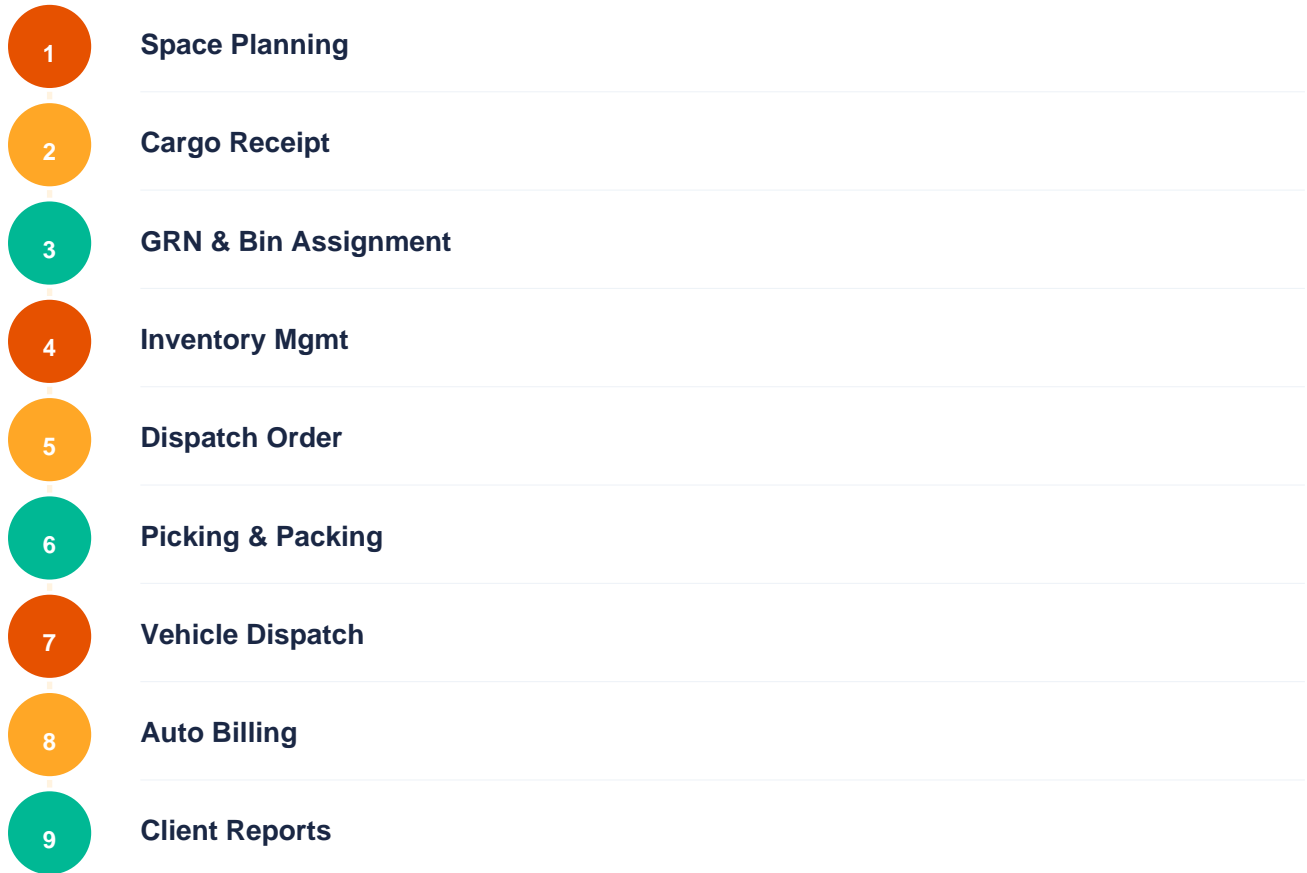 1 Space Planning
2 Cargo Receipt
3 GRN & Bin Assignment
4 Inventory Mgmt
5 Dispatch Order
6 Picking & Packing
7 Vehicle Dispatch
8 Auto Billing
9 Client Reports